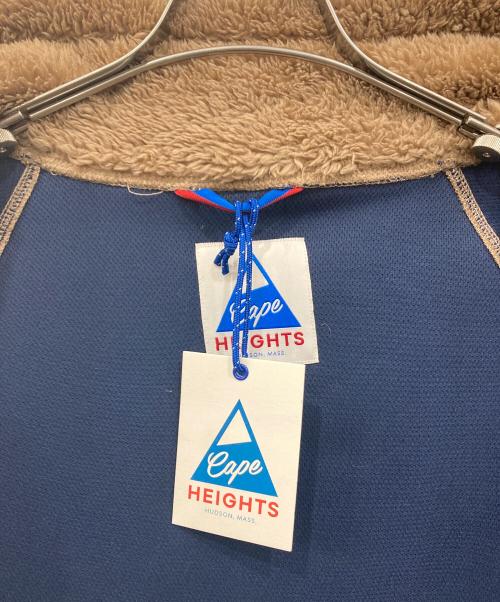 Cape
HEIGHTS
HUDSON, MASS.
Cape
HEIGHTS
HUDSON, MASS.